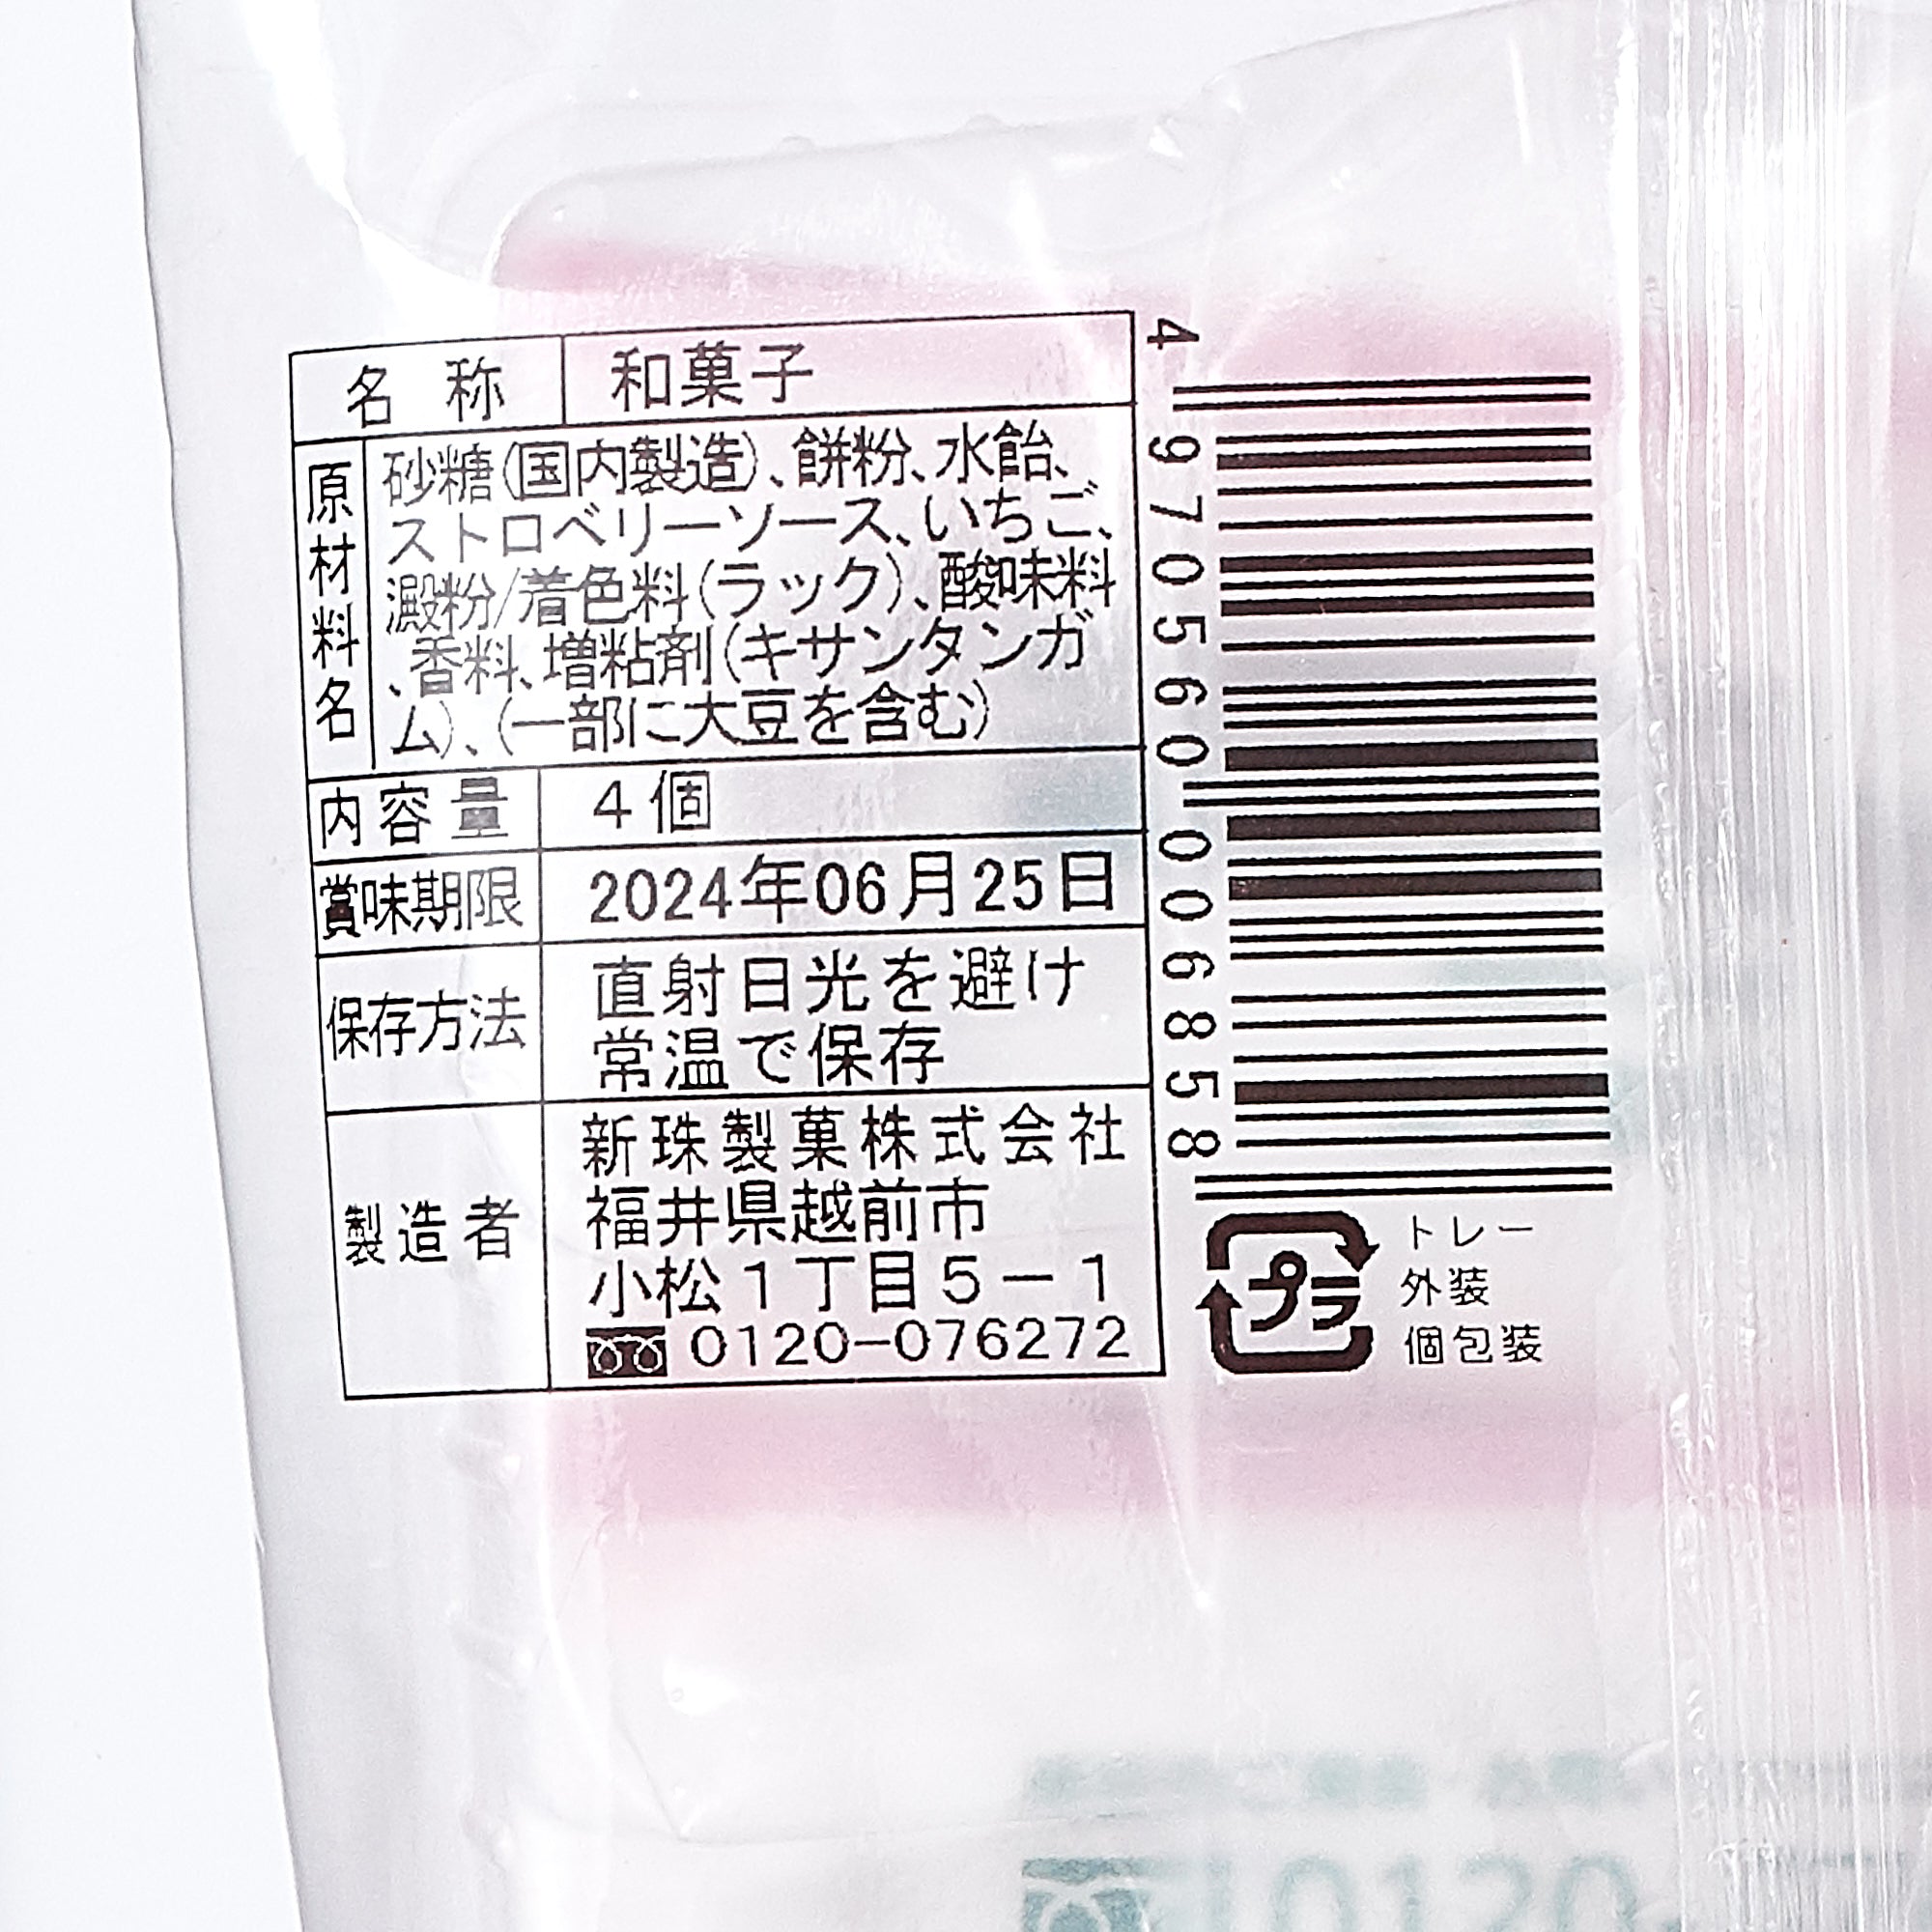 名称 和菓子
原材料名 砂糖(国内製造)、餅粉、水飴、
ストロベリーソース、いちご、
澱粉/着色料(ラック)、酸味料
、香料、増粘剤(キサンタンガ
ム)、(一部に大豆を含む)
内容量 4個
賞味期限 2024年06月25日
保存方法 直射日光を避け
常温で保存
製造者 新珠製菓株式会社
福井県越前市
小松1丁目5-1
0120-076272
4970560006858
プラ
トレー
外装
個包装
0120